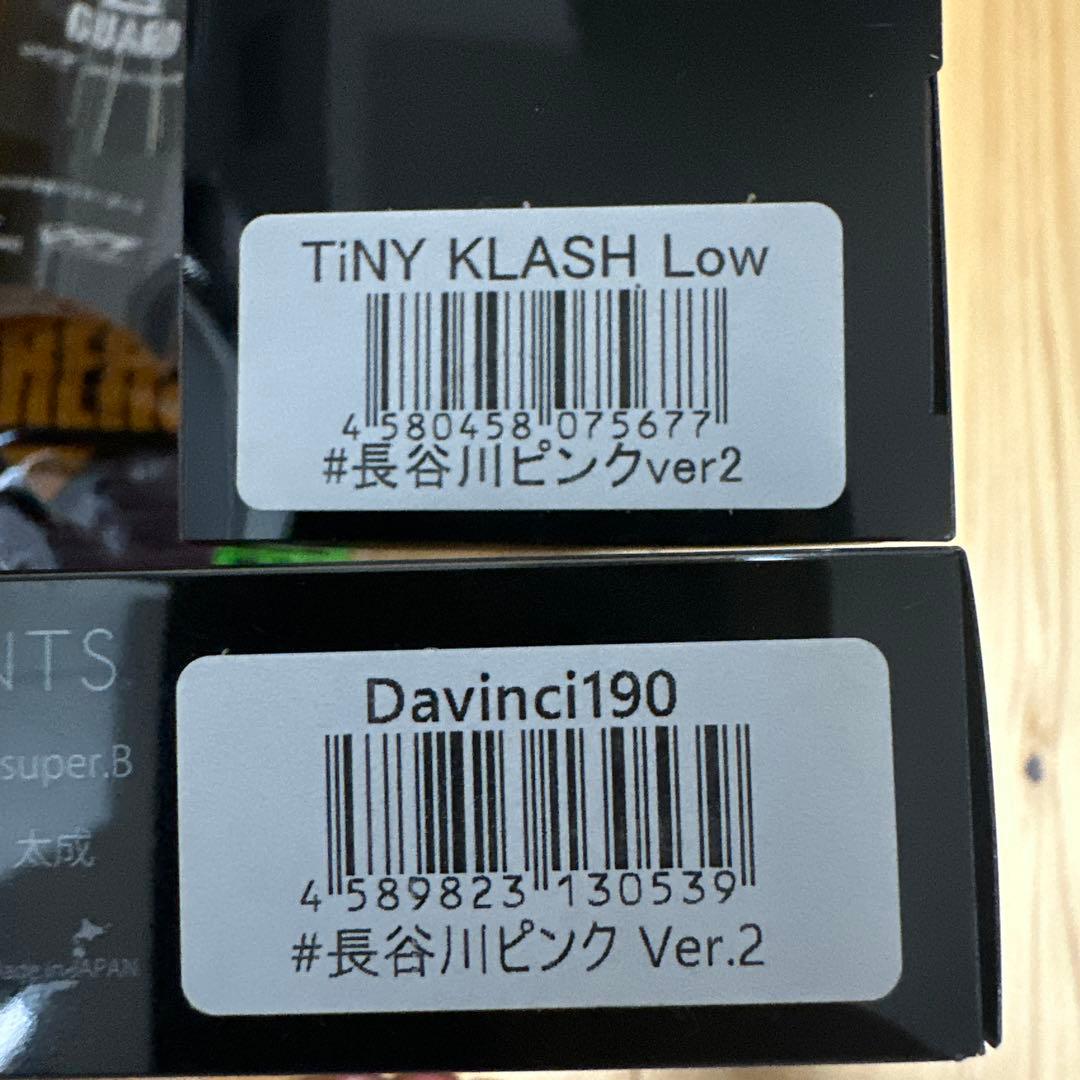 GUARD
TiNY KLASH Low
4 580458 075677
#長谷川ピンクver2
NTS
super.B
太成
Made in JAPAN
Davinci190
4 589823 130539
#長谷川ピンク Ver.2